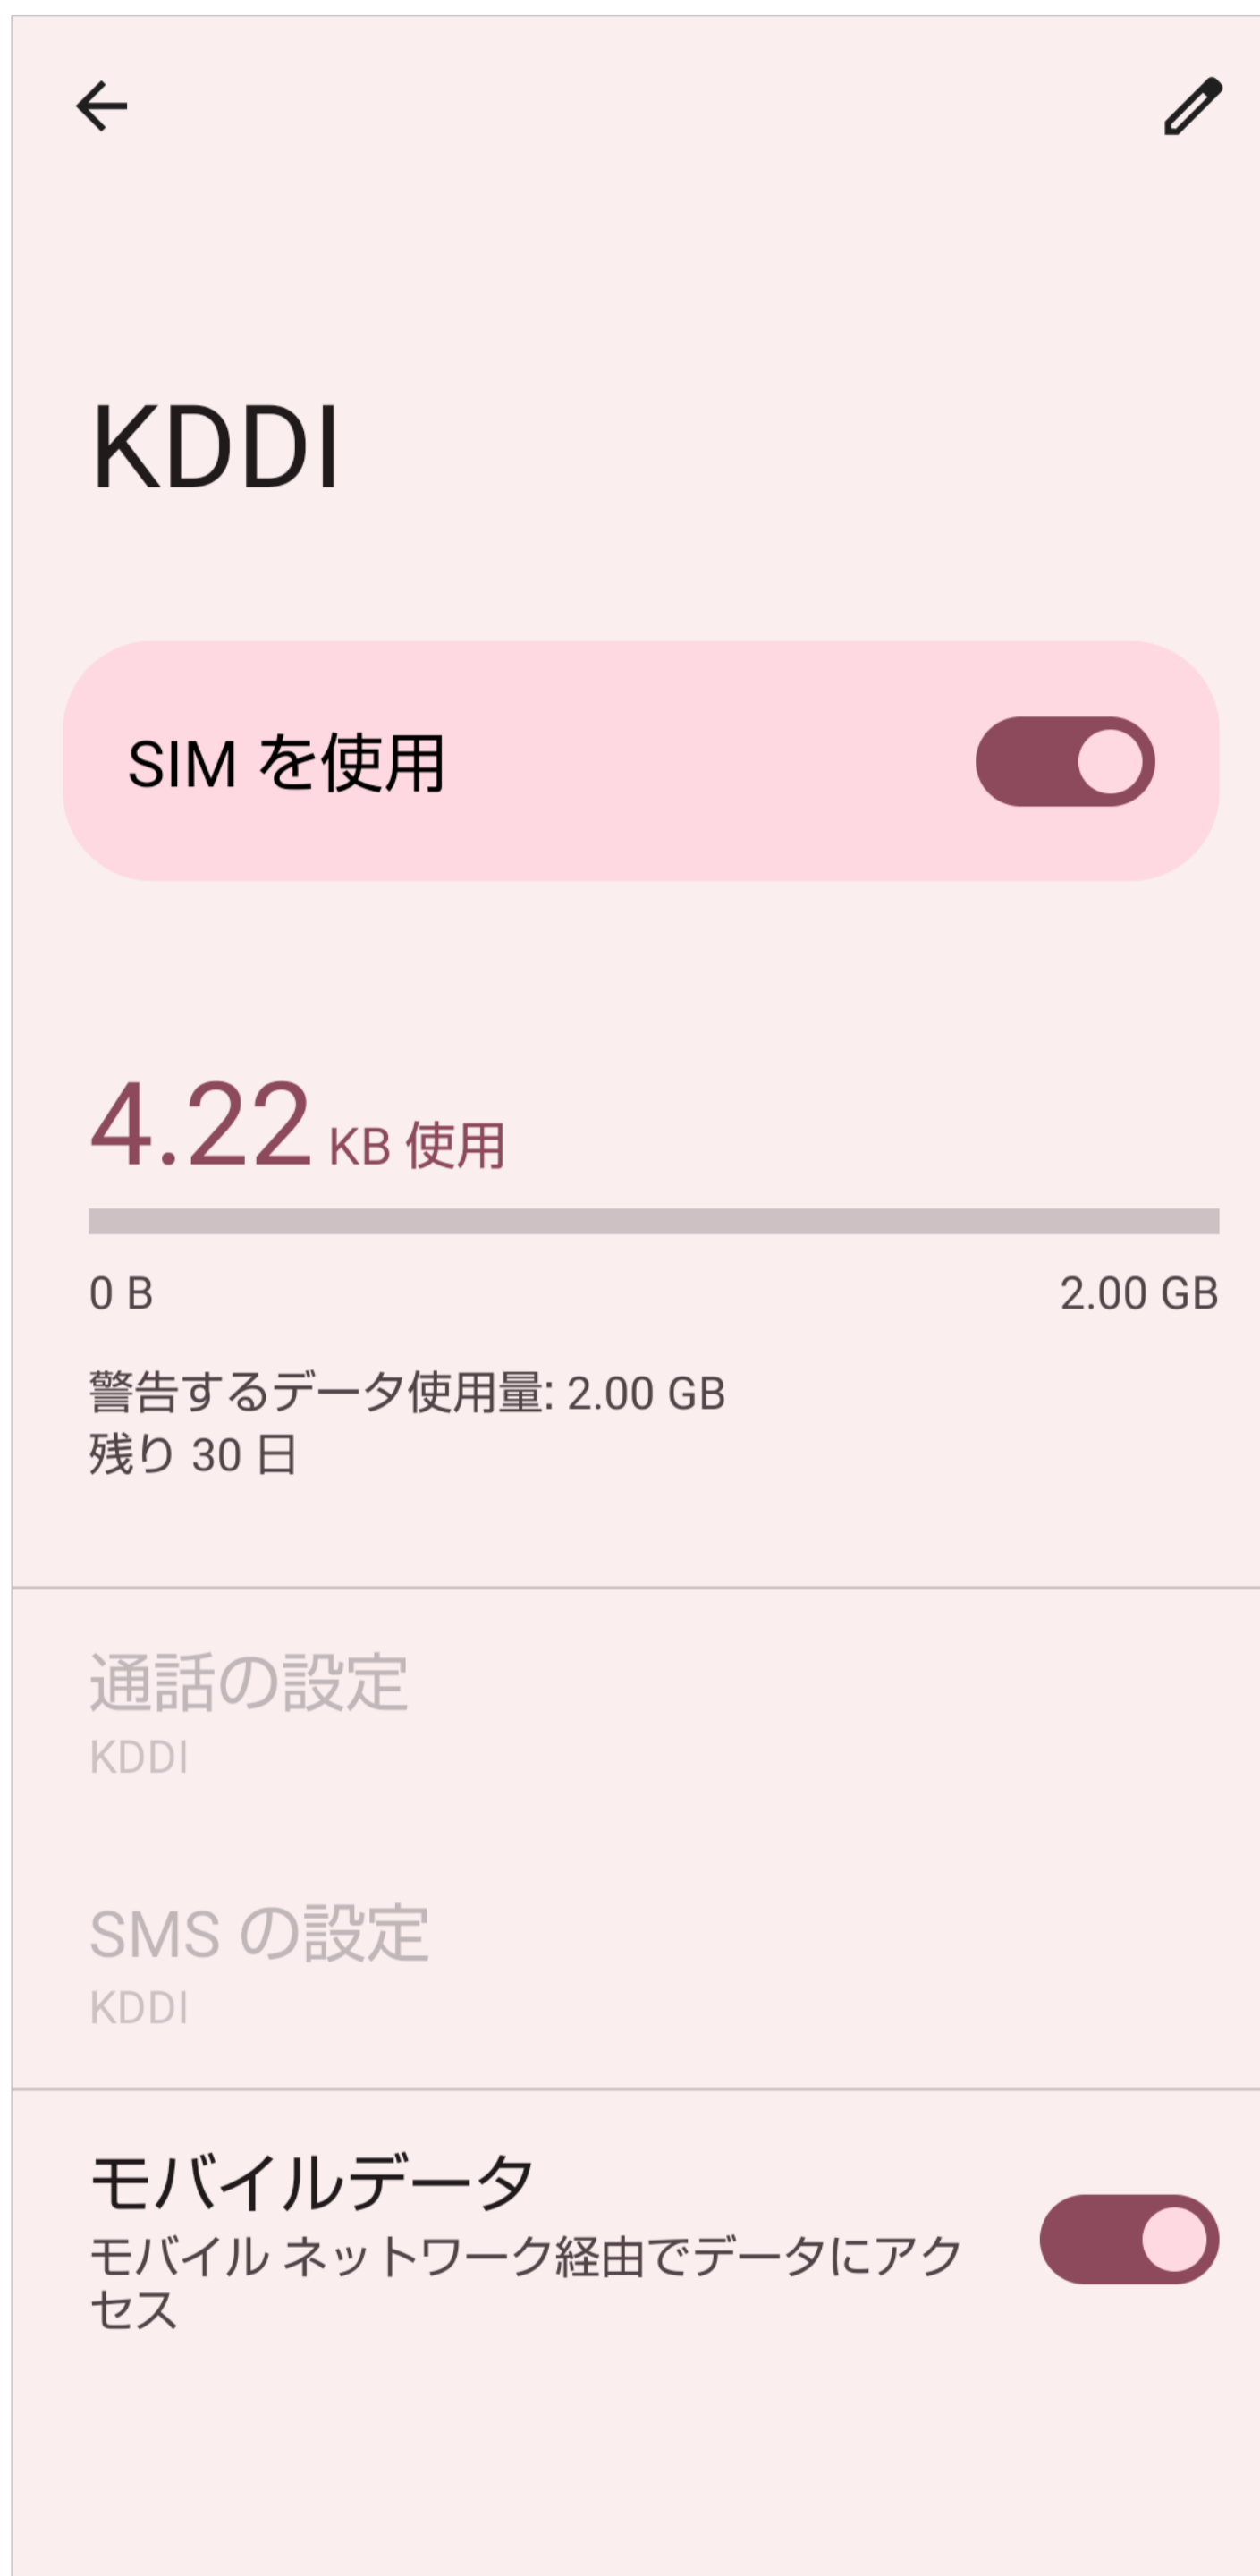 KDDI
SIM を使用
4.22 KB 使用
0 B 2.00 GB
警告するデータ使用量: 2.00 GB
残り 30 日
通話の設定
KDDI
SMS の設定
KDDI
モバイルデータ
モバイル ネットワーク経由でデータにアク
セス